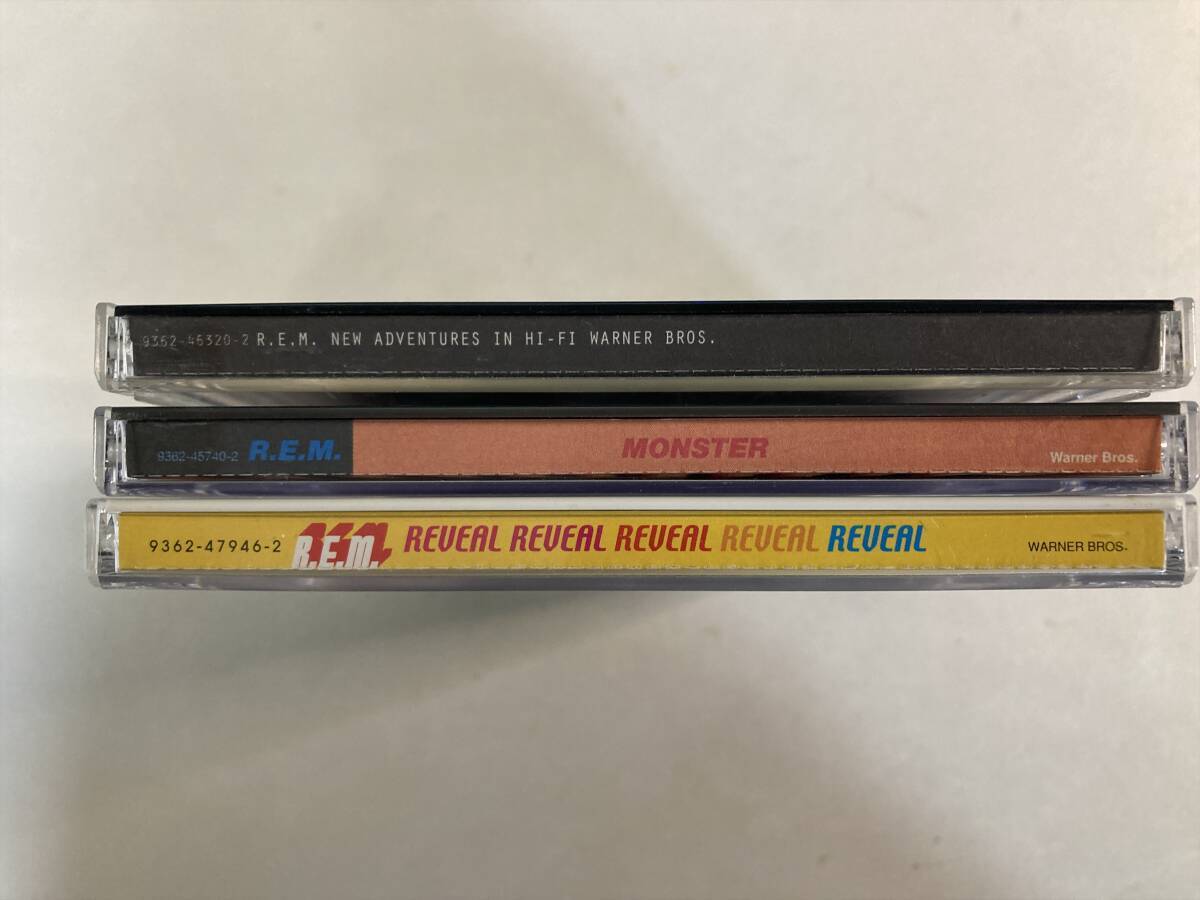 9362-46320-2 R.E.M. NEW ADVENTURES IN HI-FI WARNER BROS.
9362-45740-2 R.E.M. MONSTER Warner Bros.
9362-47946-2 R.E.M. REVEAL REVEAL REVEAL REVEAL REVEAL WARNER BROS.